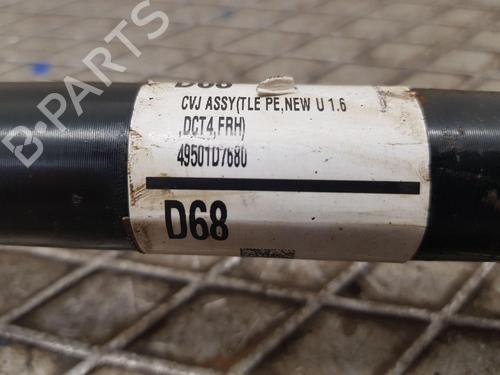 B-PARTS
D68
CVJ ASSY(TLE PE,NEW U 1.6
,DCT4,FRH)
49501D7680
D68